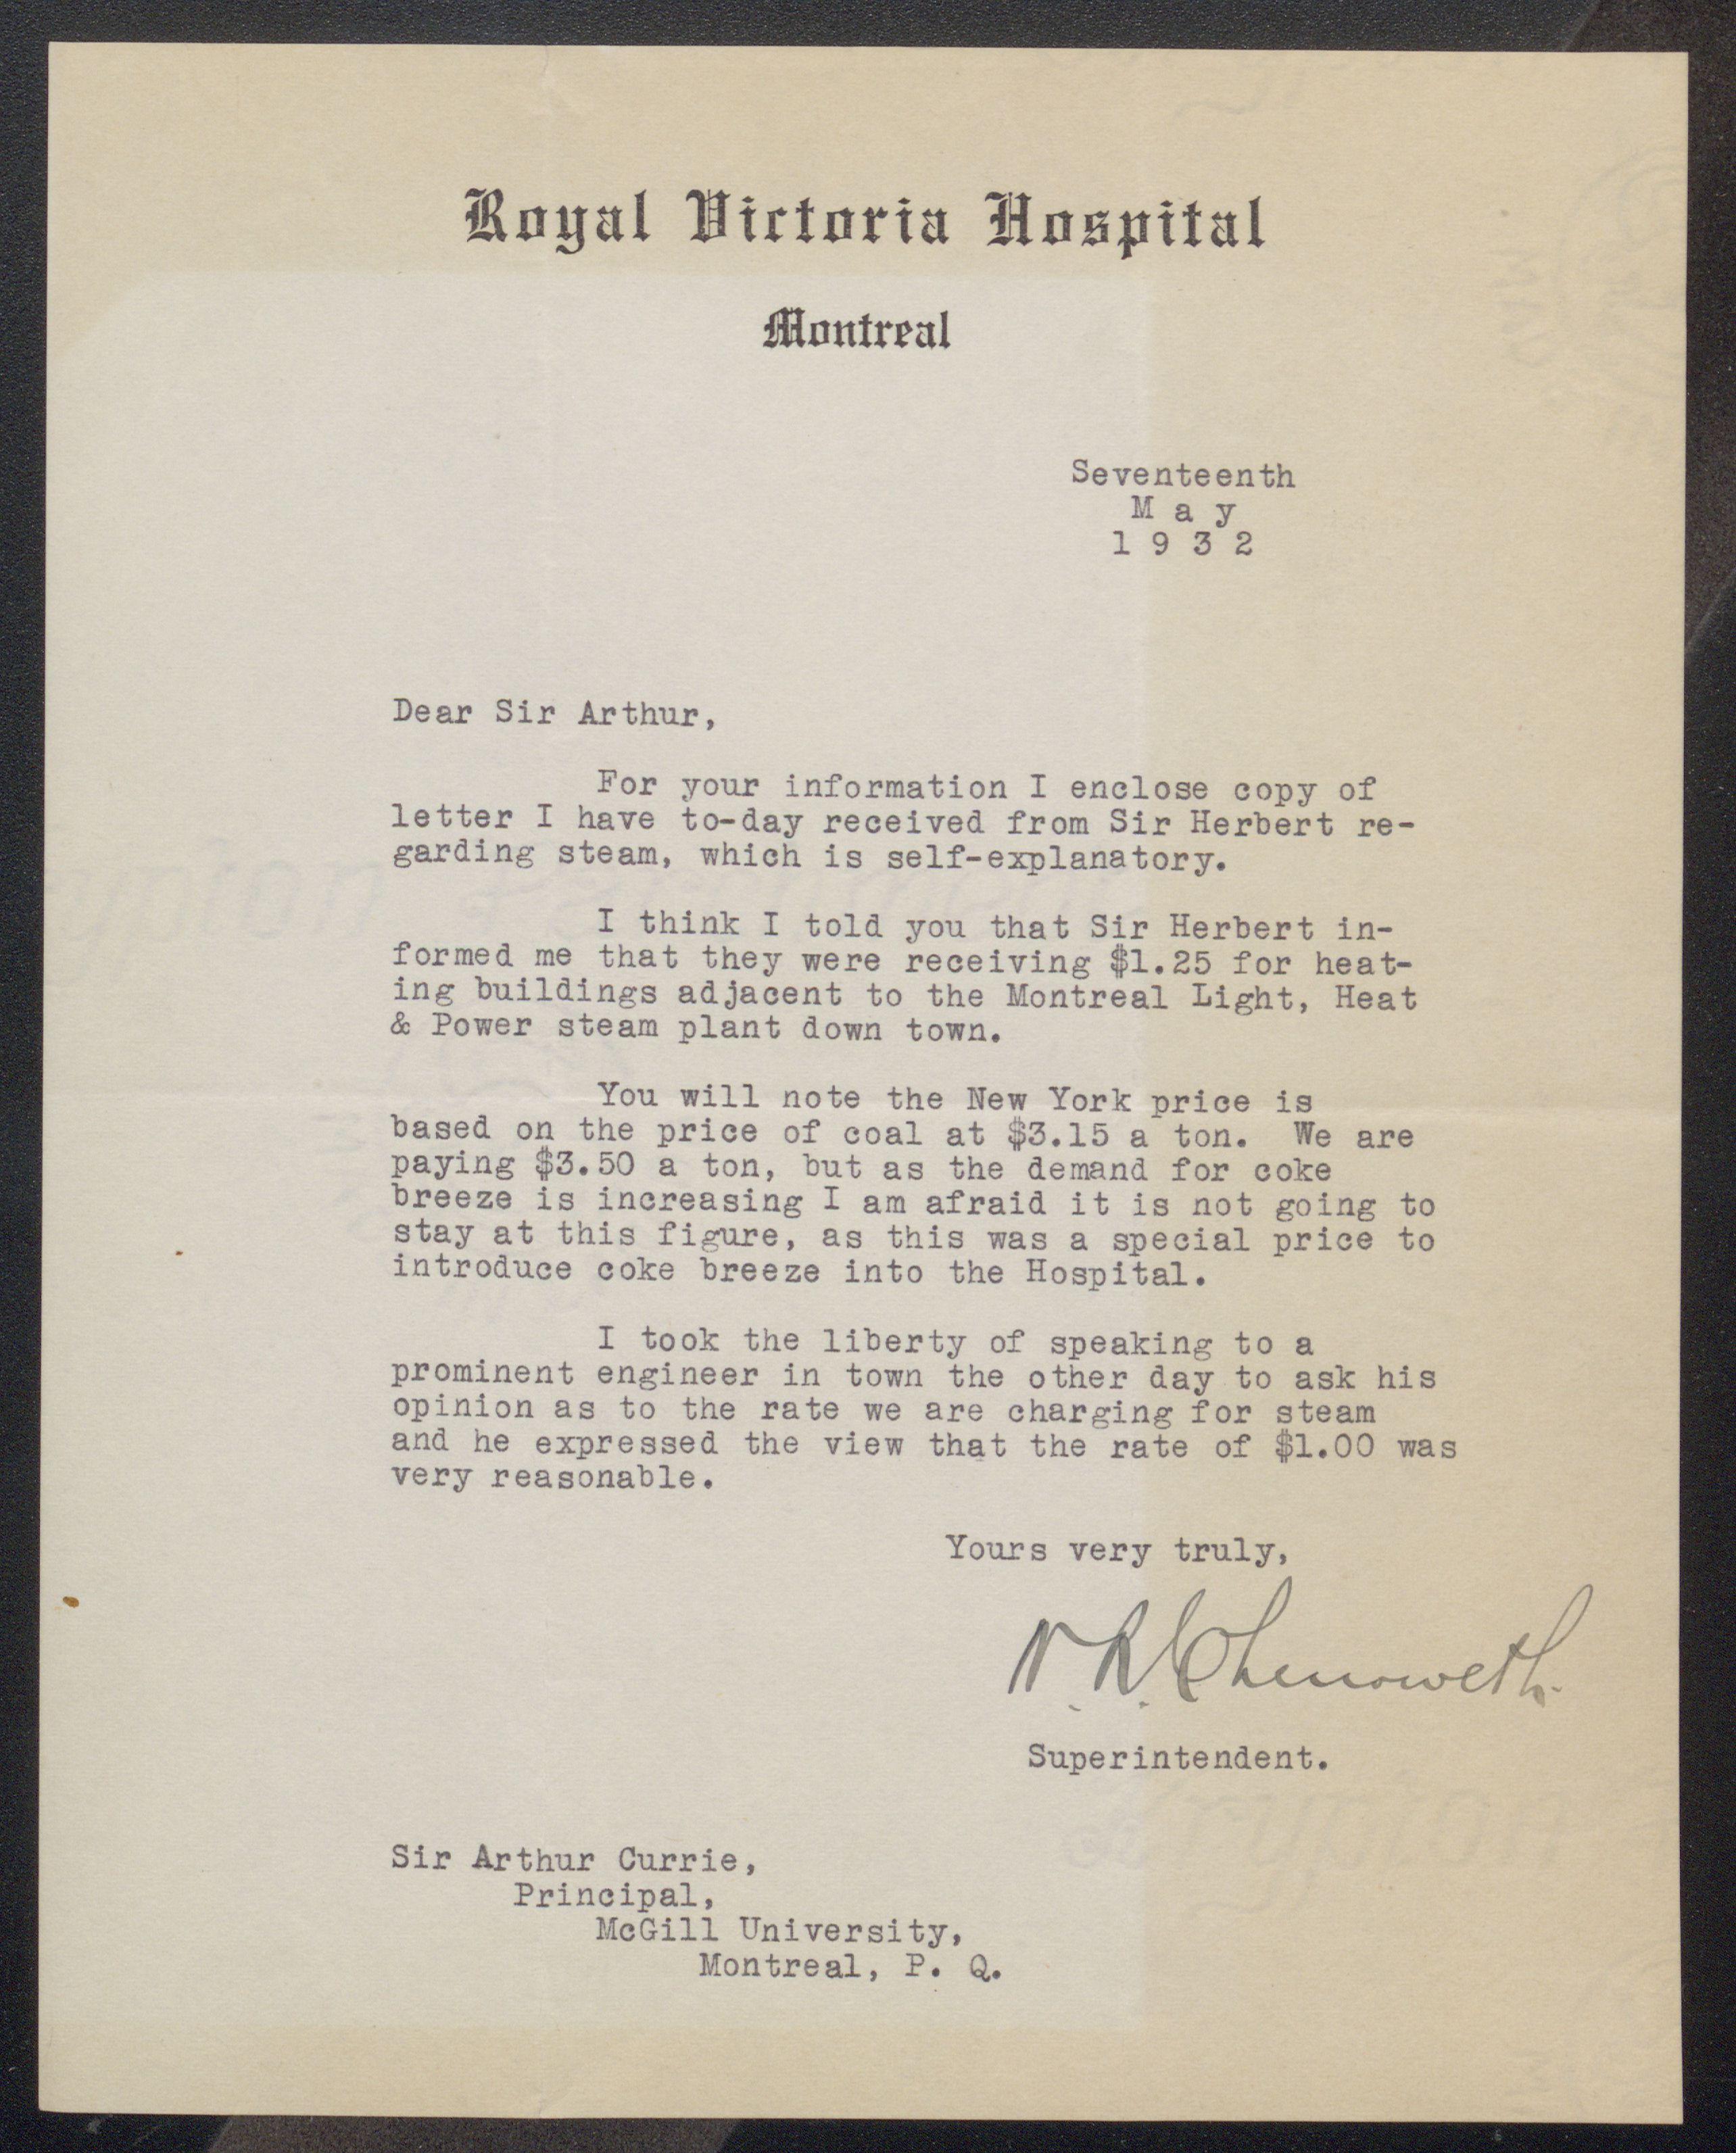 Royal Victoria Hospital
Montreal
Seventeenth
M a y
1 9 3 2
Dear Sir Arthur,
For your information I enclose copy of
letter I have to-day received from Sir Herbert re-
garding steam, which is self-explanatory.
I think I told you that Sir Herbert in-
formed me that they were receiving $1.25 for heat-
ing buildings adjacent to the Montreal Light, Heat
& Power steam plant down town.
You will note the New York price is
based on the price of coal at $3.15 a ton. We are
paying $3.50 a ton, but as the demand for coke
breeze is increasing I am afraid it is not going to
stay at this figure, as this was a special price to
introduce coke breeze into the Hospital.
I took the liberty of speaking to a
prominent engineer in town the other day to ask his
opinion as to the rate we are charging for steam
and he expressed the view that the rate of $1.00 was
very reasonable.
Yours very truly,
Chenoweth.
Superintendent.
Sir Arthur Currie,
Principal,
McGill University,
Montreal, P. Q.